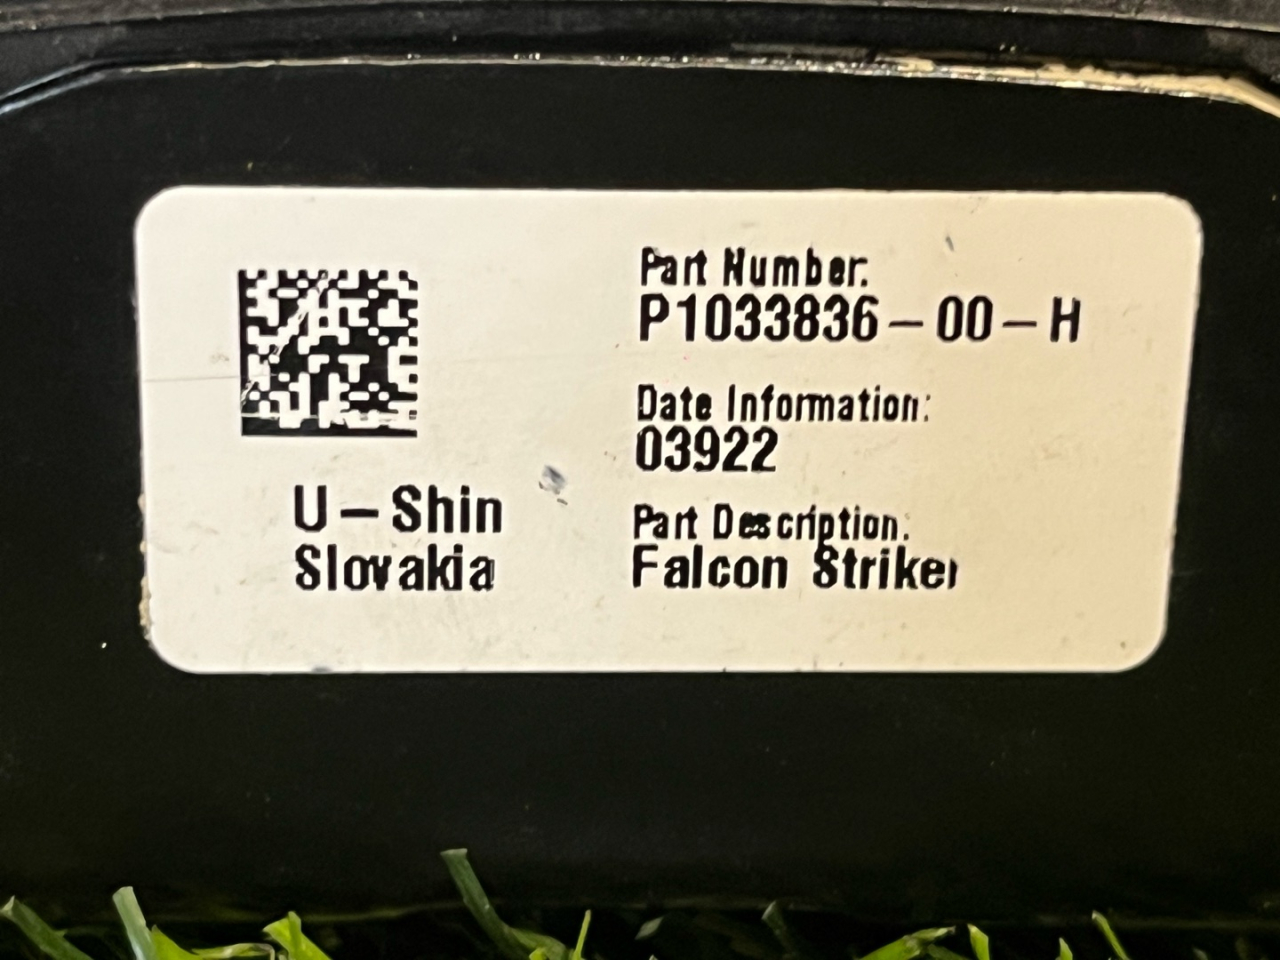 Part Number:
P1033836-00-H
Date Information:
03922
U-Shin
Slovakia
Part Description:
Falcon Striker